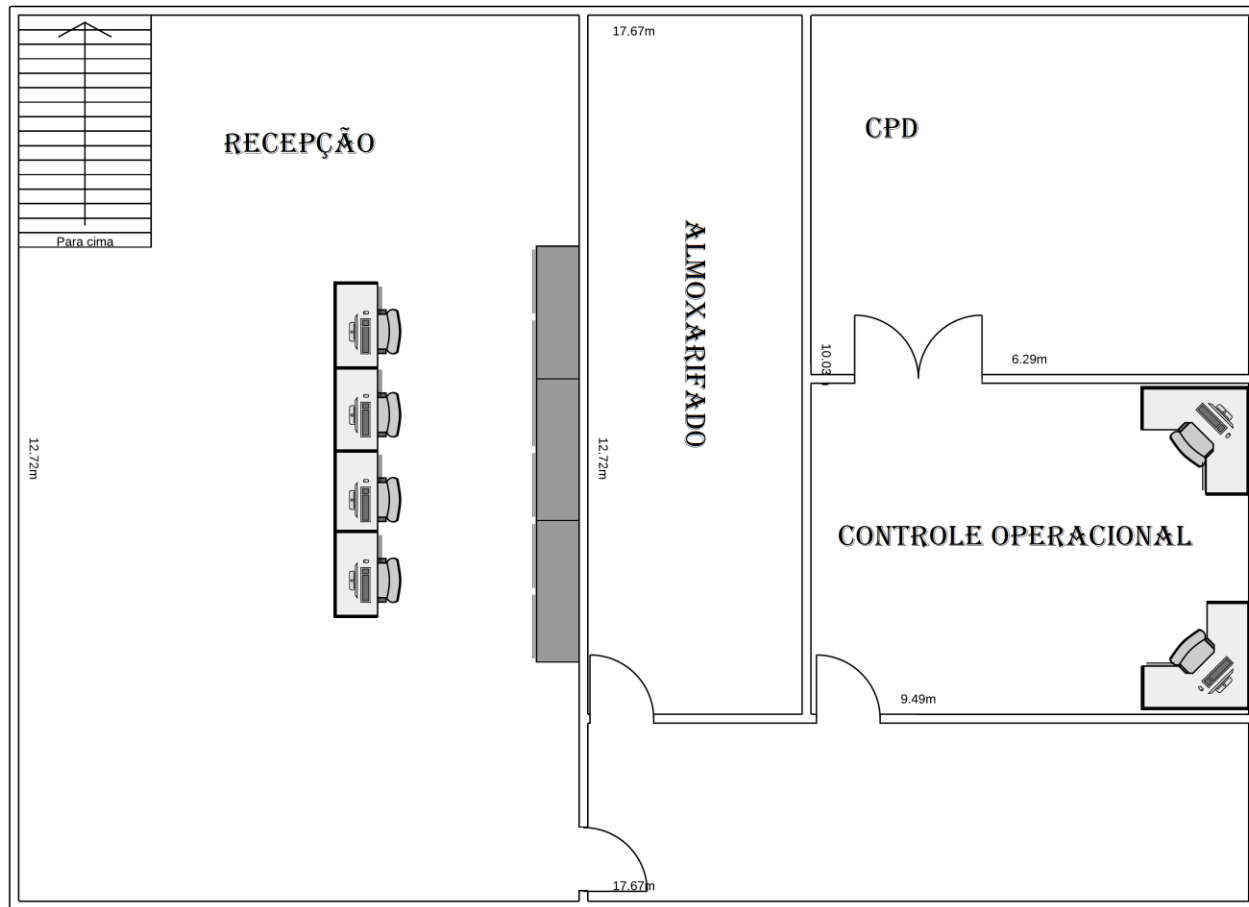 17.67m
CPD
RECEPÇÃO
ALMOXARIFADO
Para cima
10.03
6.29m
12.72m
12.72m
CONTROLE OPERACIONAL
9.49m
17.67m